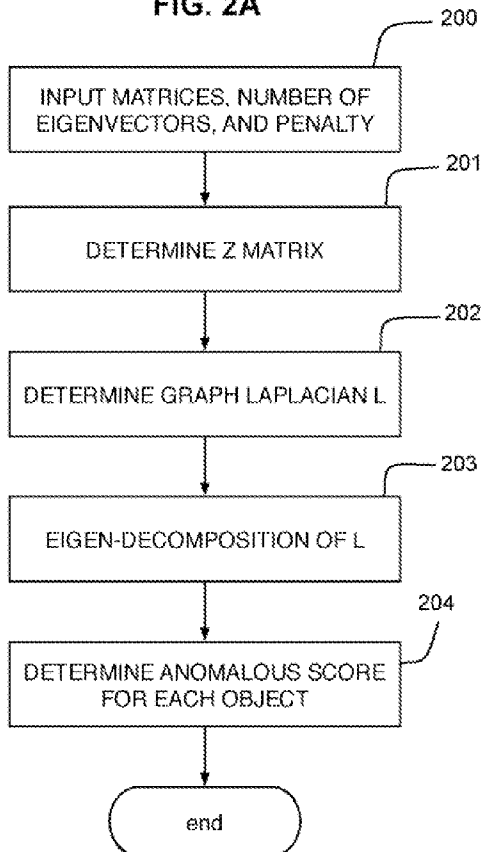 FIG. 2A
200
INPUT MATRICES, NUMBER OF
EIGENVECTORS, AND PENALTY
201
DETERMINE Z MATRIX
202
DETERMINE GRAPH LAPLACIAN L
203
EIGEN-DECOMPOSITION OF L
204
DETERMINE ANOMALOUS SCORE
FOR EACH OBJECT
end